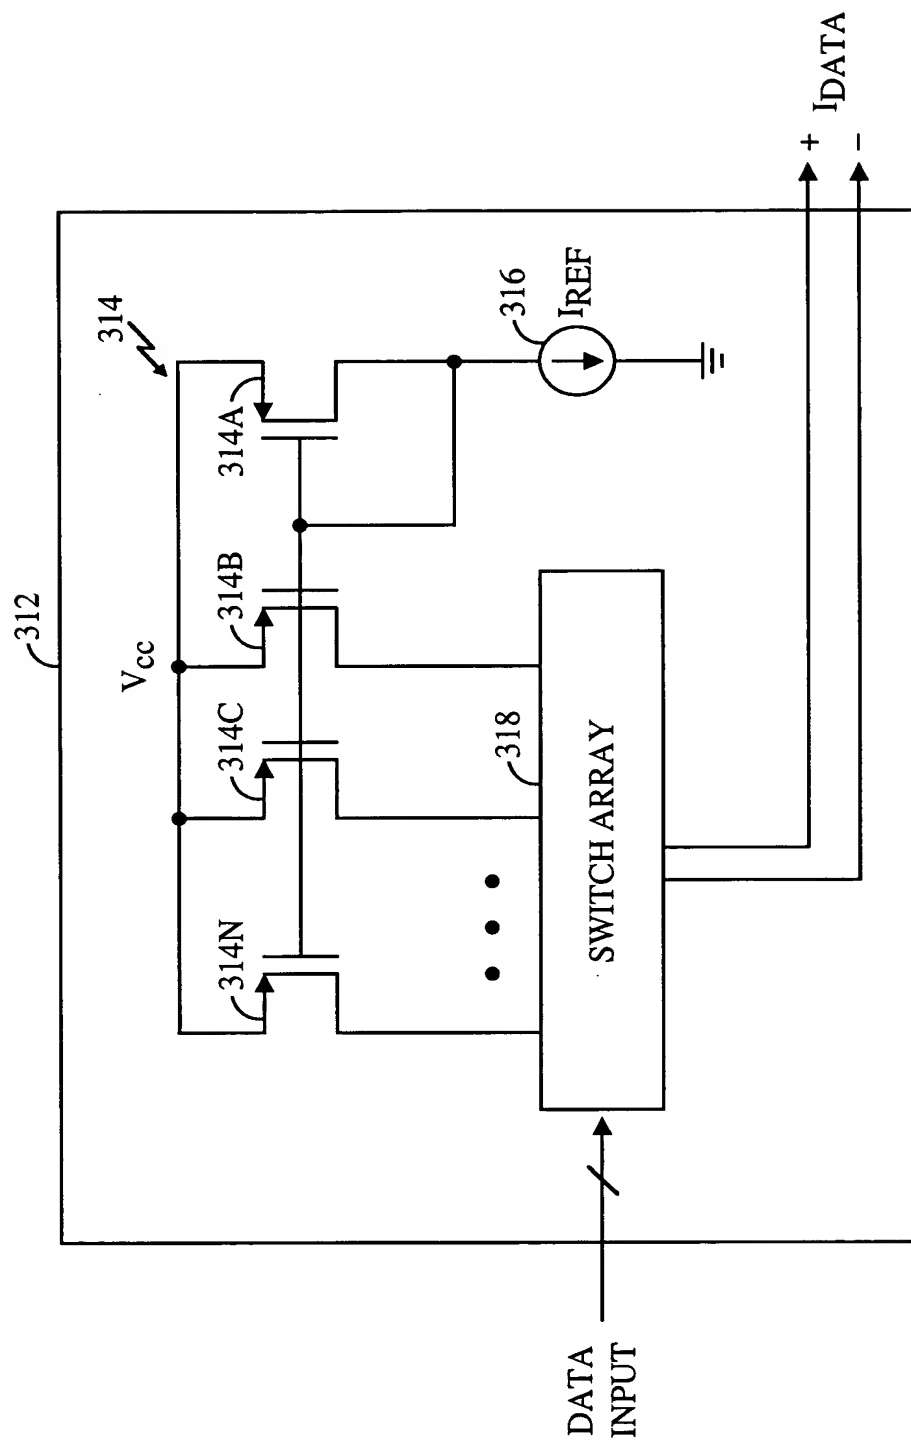 312
314
Vcc
314N
314C
314B
314A
316
IREF
318
SWITCH ARRAY
DATA
INPUT
+
IDATA
−